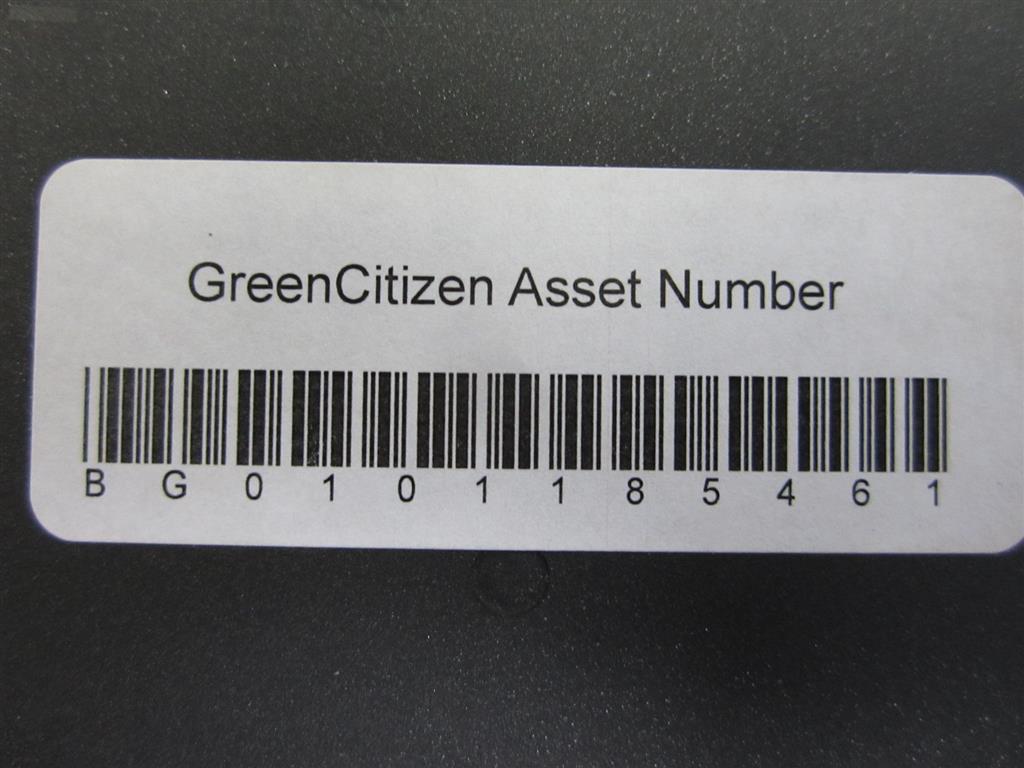 GreenCitizen Asset Number
B G 0 1 0 1 1 8 5 4 6 1